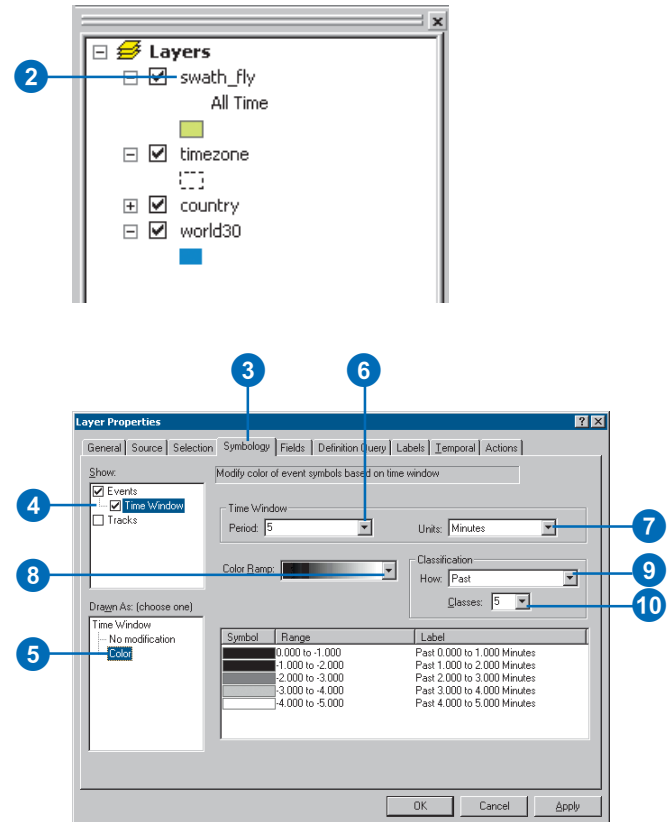 Layers
2
swath_fly
All Time
timezone
country
world30
3
6
Layer Properties
General Source Selection Symbology Fields Definition Query Labels Temporal Actions
Show:
Modify color of event symbols based on time window
4
Events
Time Window
Tracks
Time Window
Period: 5
Units: Minutes
7
8
Color Ramp:
Classification
How: Past
9
Classes: 5
10
Drawn As: (choose one)
Time Window
No modification
5
Color
Symbol Range Label
0.000 to -1.000 Past 0.000 to 1.000 Minutes
-1.000 to -2.000 Past 1.000 to 2.000 Minutes
-2.000 to -3.000 Past 2.000 to 3.000 Minutes
-3.000 to -4.000 Past 3.000 to 4.000 Minutes
-4.000 to -5.000 Past 4.000 to 5.000 Minutes
OK Cancel Apply